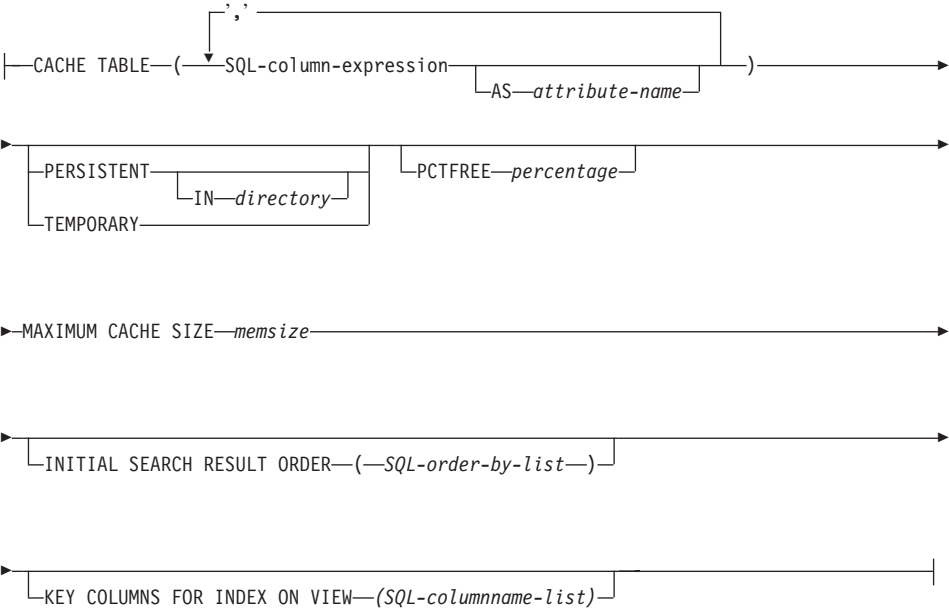 ','
CACHE TABLE ( SQL-column-expression )
AS attribute-name
PERSISTENT PCTFREE percentage
IN directory
TEMPORARY
MAXIMUM CACHE SIZE memsize
INITIAL SEARCH RESULT ORDER ( SQL-order-by-list )
KEY COLUMNS FOR INDEX ON VIEW (SQL-columnname-list)